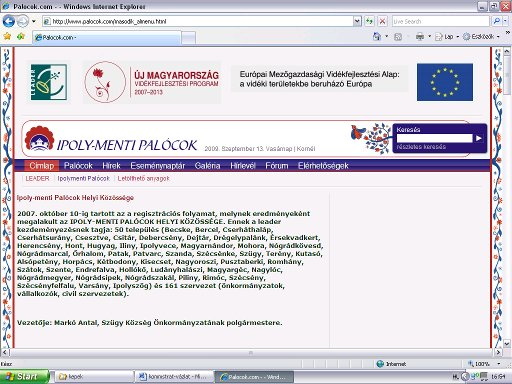 Palocok.com - - Windows Internet Explorer
http://www.palocok.com/masodik_almenu.html
Live Search
Palocok.com -
Lap
Eszközök
LEADER
ÚJ MAGYARORSZÁG
VIDÉKFEJLESZTÉSI PROGRAM
2007–2013
Európai Mezőgazdasági Vidékfejlesztési Alap:
a vidéki területekbe beruházó Európa
IPOLY-MENTI PALÓCOK
2009. Szeptember 13. Vasárnap | Kornél
Keresés
részletes keresés
Címlap Palócok Hírek Eseménynaptár Galéria Hírlevél Fórum Elérhetőségek
LEADER Ipolymenti Palócok Letölthető anyagok
Ipoly-menti Palócok Helyi Közössége
2007. október 10-ig tartott az a regisztrációs folyamat, melynek eredményeként
megalakult az IPOLY-MENTI PALÓCOK HELYI KÖZÖSSÉGE. Ennek a leader
kezdeményezésnek tagja: 50 település (Becske, Bercel, Cserháthaláp,
Cserhátsurány, Csesztve, Csitár, Debercsény, Dejtár, Drégelypalánk, Érsekvadkert,
Herencsény, Hont, Hugyag, Iliny, Ipolyvece, Magyarnándor, Mohora, Nógrádkövesd,
Nógrádmarcal, Őrhalom, Patak, Patvarc, Szanda, Szécsénke, Szügy, Terény, Kutasó,
Alsópetény, Horpács, Kétbodony, Kisecset, Nagyoroszi, Pusztaberki, Romhány,
Szátok, Szente, Endrefalva, Hollókő, Ludányhalászi, Magyargéc, Nagylóc,
Nógrádmegyer, Nógrádsipek, Nógrádszakál, Piliny, Rimóc, Szécsény,
Szécsényfelfalu, Varsány, Ipolyszög) és 161 szervezet (önkormányzatok,
vállalkozók, civil szervezetek).
Vezetője: Markó Antal, Szügy Község Önkormányzatának polgármestere.
Kész
Internet
100%
Start
kepek
kommstrat-vázlat - Mi...
Palocok.com - - Wind...
HU
16:54